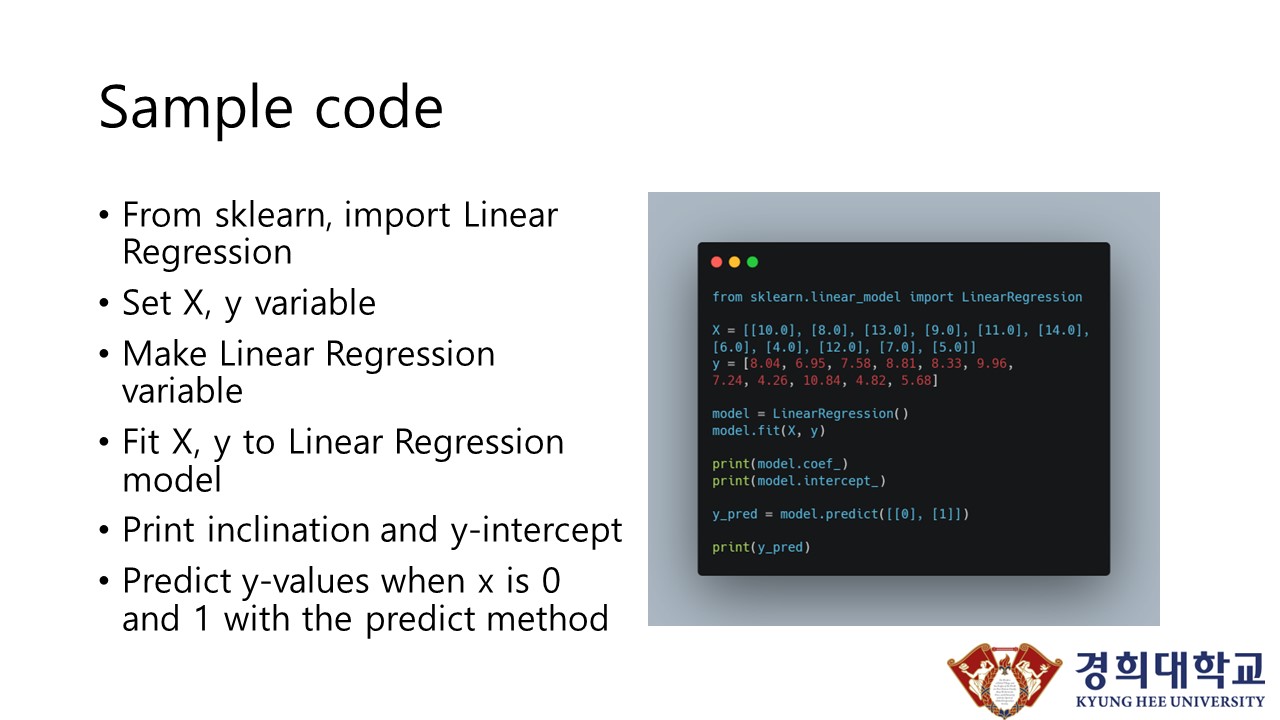 Sample code
• From sklearn, import Linear
Regression
• Set X, y variable
• Make Linear Regression
variable
• Fit X, y to Linear Regression
model
• Print inclination and y-intercept
• Predict y-values when x is 0
and 1 with the predict method
from sklearn.linear_model import LinearRegression
X = [[10.0], [8.0], [13.0], [9.0], [11.0], [14.0],
[6.0], [4.0], [12.0], [7.0], [5.0]]
y = [8.04, 6.95, 7.58, 8.81, 8.33, 9.96,
7.24, 4.26, 10.84, 4.82, 5.68]
model = LinearRegression()
model.fit(X, y)
print(model.coef_)
print(model.intercept_)
y_pred = model.predict([[0], [1]])
print(y_pred)
경희대학교
KYUNG HEE UNIVERSITY